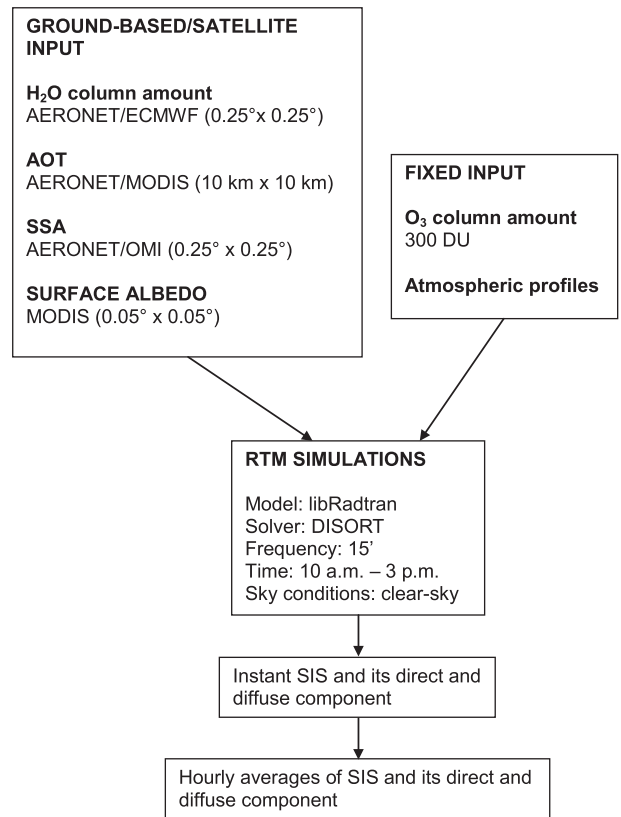 GROUND-BASED/SATELLITE
INPUT
H₂O column amount
AERONET/ECMWF (0.25°x 0.25°)
AOT
AERONET/MODIS (10 km x 10 km)
SSA
AERONET/OMI (0.25° x 0.25°)
SURFACE ALBEDO
MODIS (0.05° x 0.05°)
FIXED INPUT
O₃ column amount
300 DU
Atmospheric profiles
RTM SIMULATIONS
Model: libRadtran
Solver: DISORT
Frequency: 15’
Time: 10 a.m. – 3 p.m.
Sky conditions: clear-sky
Instant SIS and its direct and
diffuse component
Hourly averages of SIS and its direct and
diffuse component